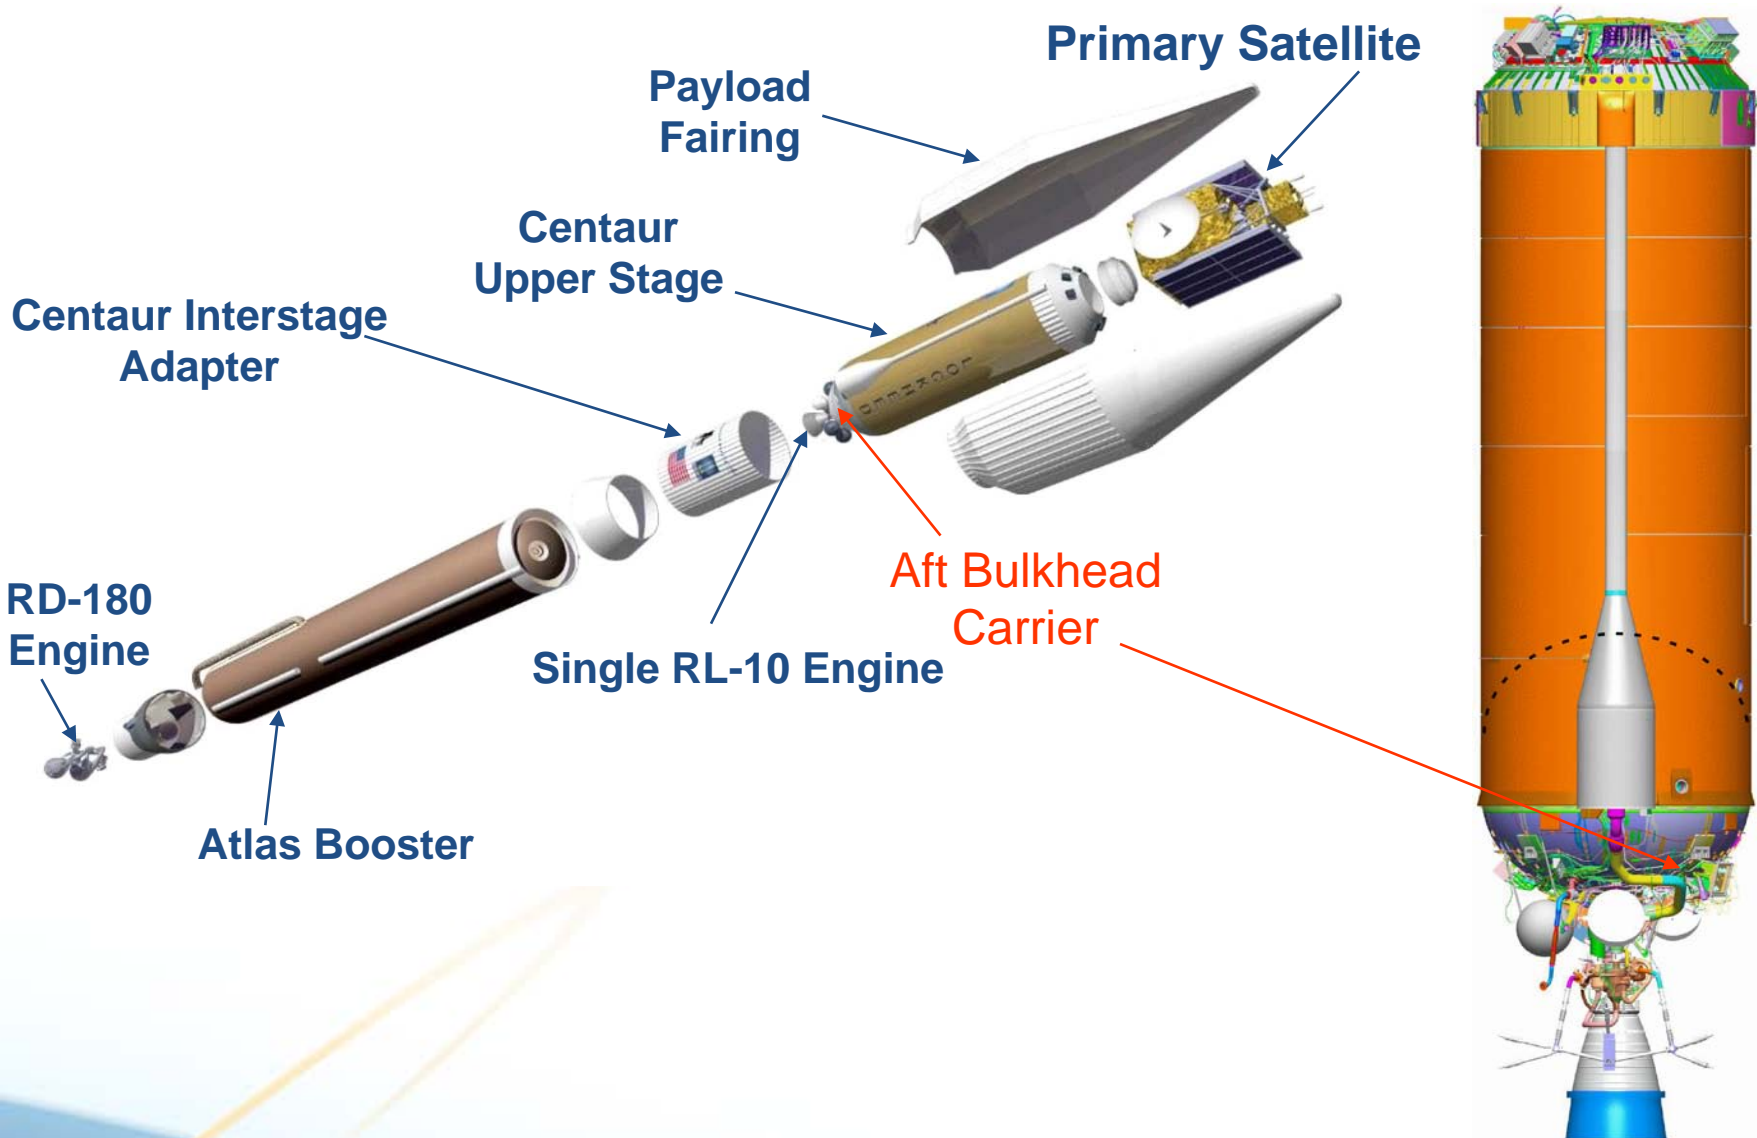 Primary Satellite
Payload
Fairing
Centaur
Upper Stage
Centaur Interstage
Adapter
LOCKHEED
Aft Bulkhead
Carrier
RD-180
Engine
Single RL-10 Engine
Atlas Booster